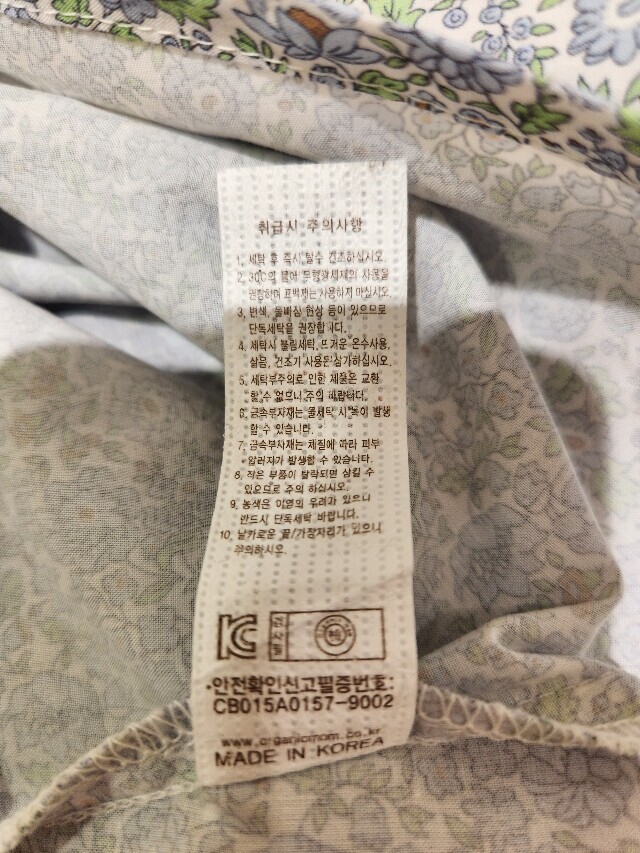 취급시 주의사항
1. 세탁 후 즉시 탈수 건조하십시오.
2. 30℃의 물에 무형광세제의 사용을
권장하며 표백제는 사용하지 마십시오.
3. 변색, 물빠짐 현상 등이 있으므로
단독세탁을 권장합니다.
4. 세탁시 불림세탁, 뜨거운 온수사용,
삶음, 건조기 사용은 삼가하십시오.
5. 세탁부주의로 인한 제품은 교환
할 수 없으니 주의 바랍니다.
6. 금속부자재는 물세탁 시 녹이 발생
할 수 있습니다.
7. 금속부자재는 체질에 따라 피부
알러지가 발생할 수 있습니다.
8. 작은 부품이 탈락되면 삼킬 수
있으므로 주의 하십시오.
9. 농색은 이염의 우려가 있으니
반드시 단독세탁 바랍니다.
10. 날카로운 끝/가장자리가 있으니
주의하시오.
검사필
•안전확인신고필증번호:
CB015A0157-9002
www.organicmom.co.kr
MADE IN KOREA